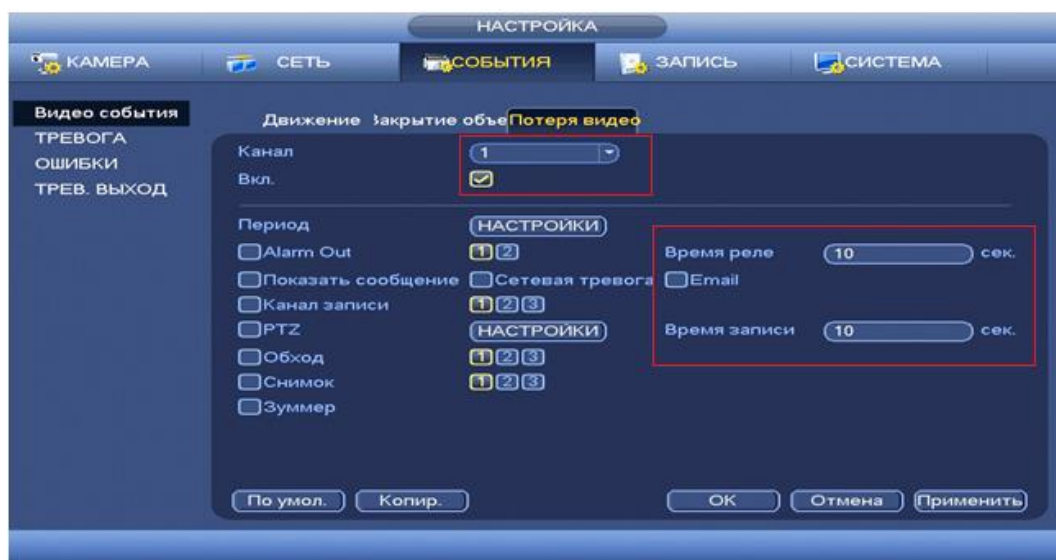 НАСТРОЙКА
КАМЕРА СЕТЬ СОБЫТИЯ ЗАПИСЬ СИСТЕМА
Видео события
ТРЕВОГА
ОШИБКИ
ТРЕВ. ВЫХОД
Движение Закрытие объе Потеря видео
Канал 1
Вкл.
Период НАСТРОЙКИ
Alarm Out 1 2 Время реле 10 сек.
Показать сообщение Сетевая тревога Email
Канал записи 1 2 3
PTZ НАСТРОЙКИ Время записи 10 сек.
Обход 1 2 3
Снимок 1 2 3
Зуммер
По умол. Копир. OK Отмена Применить